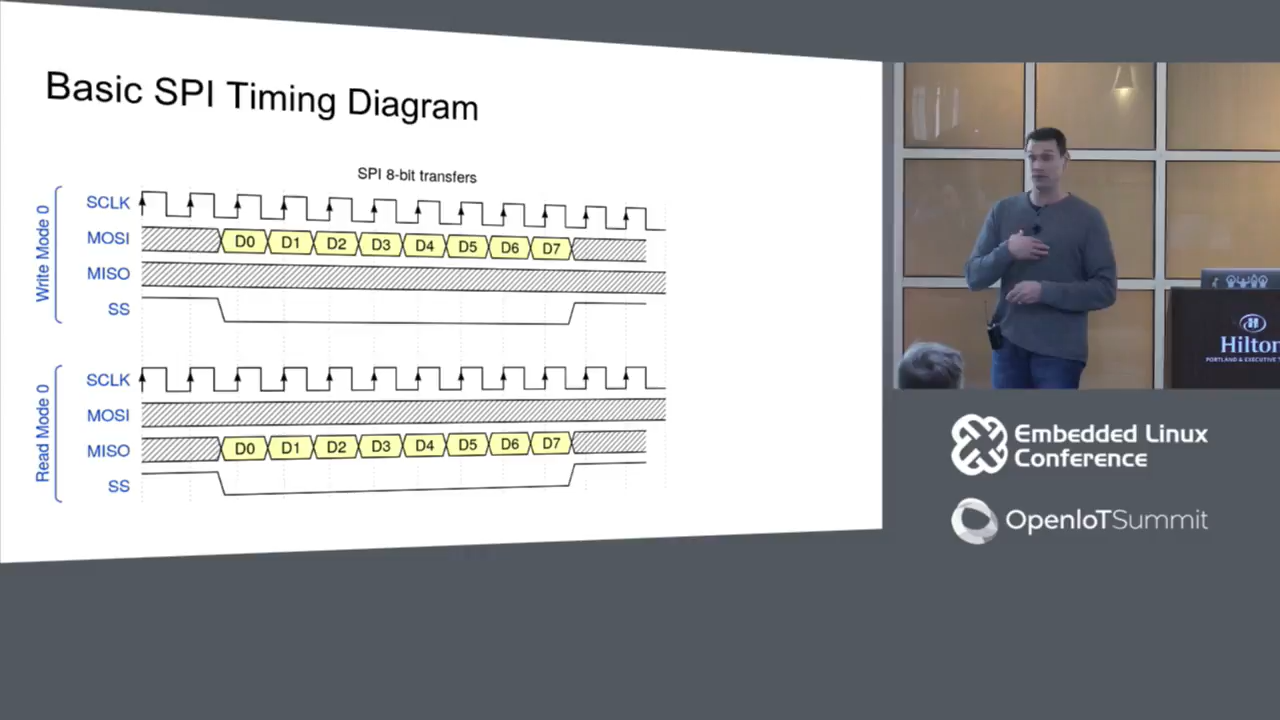 Basic SPI Timing Diagram
SPI 8-bit transfers
Write Mode 0
SCLK
MOSI
D0 D1 D2 D3 D4 D5 D6 D7
MISO
SS
Read Mode 0
SCLK
MOSI
MISO
D0 D1 D2 D3 D4 D5 D6 D7
SS
Hilton
PORTLAND & EXECUTIVE
Embedded Linux
Conference
OpenIoTSummit